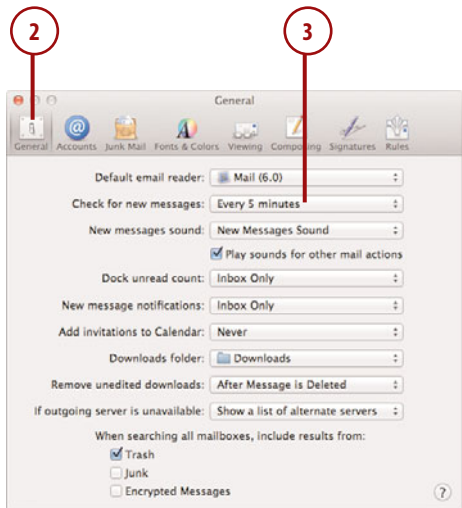 2 3
General
General Accounts Junk Mail Fonts & Colors Viewing Composing Signatures Rules
Default email reader: Mail (6.0)
Check for new messages: Every 5 minutes
New messages sound: New Messages Sound
Play sounds for other mail actions
Dock unread count: Inbox Only
New message notifications: Inbox Only
Add invitations to Calendar: Never
Downloads folder: Downloads
Remove unedited downloads: After Message is Deleted
If outgoing server is unavailable: Show a list of alternate servers
When searching all mailboxes, include results from:
Trash
Junk
Encrypted Messages
?